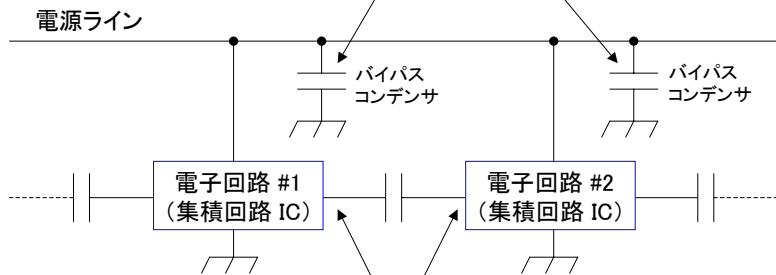 電源ライン
バイパス
コンデンサ
バイパス
コンデンサ
電子回路 #1
（集積回路 IC）
電子回路 #2
（集積回路 IC）